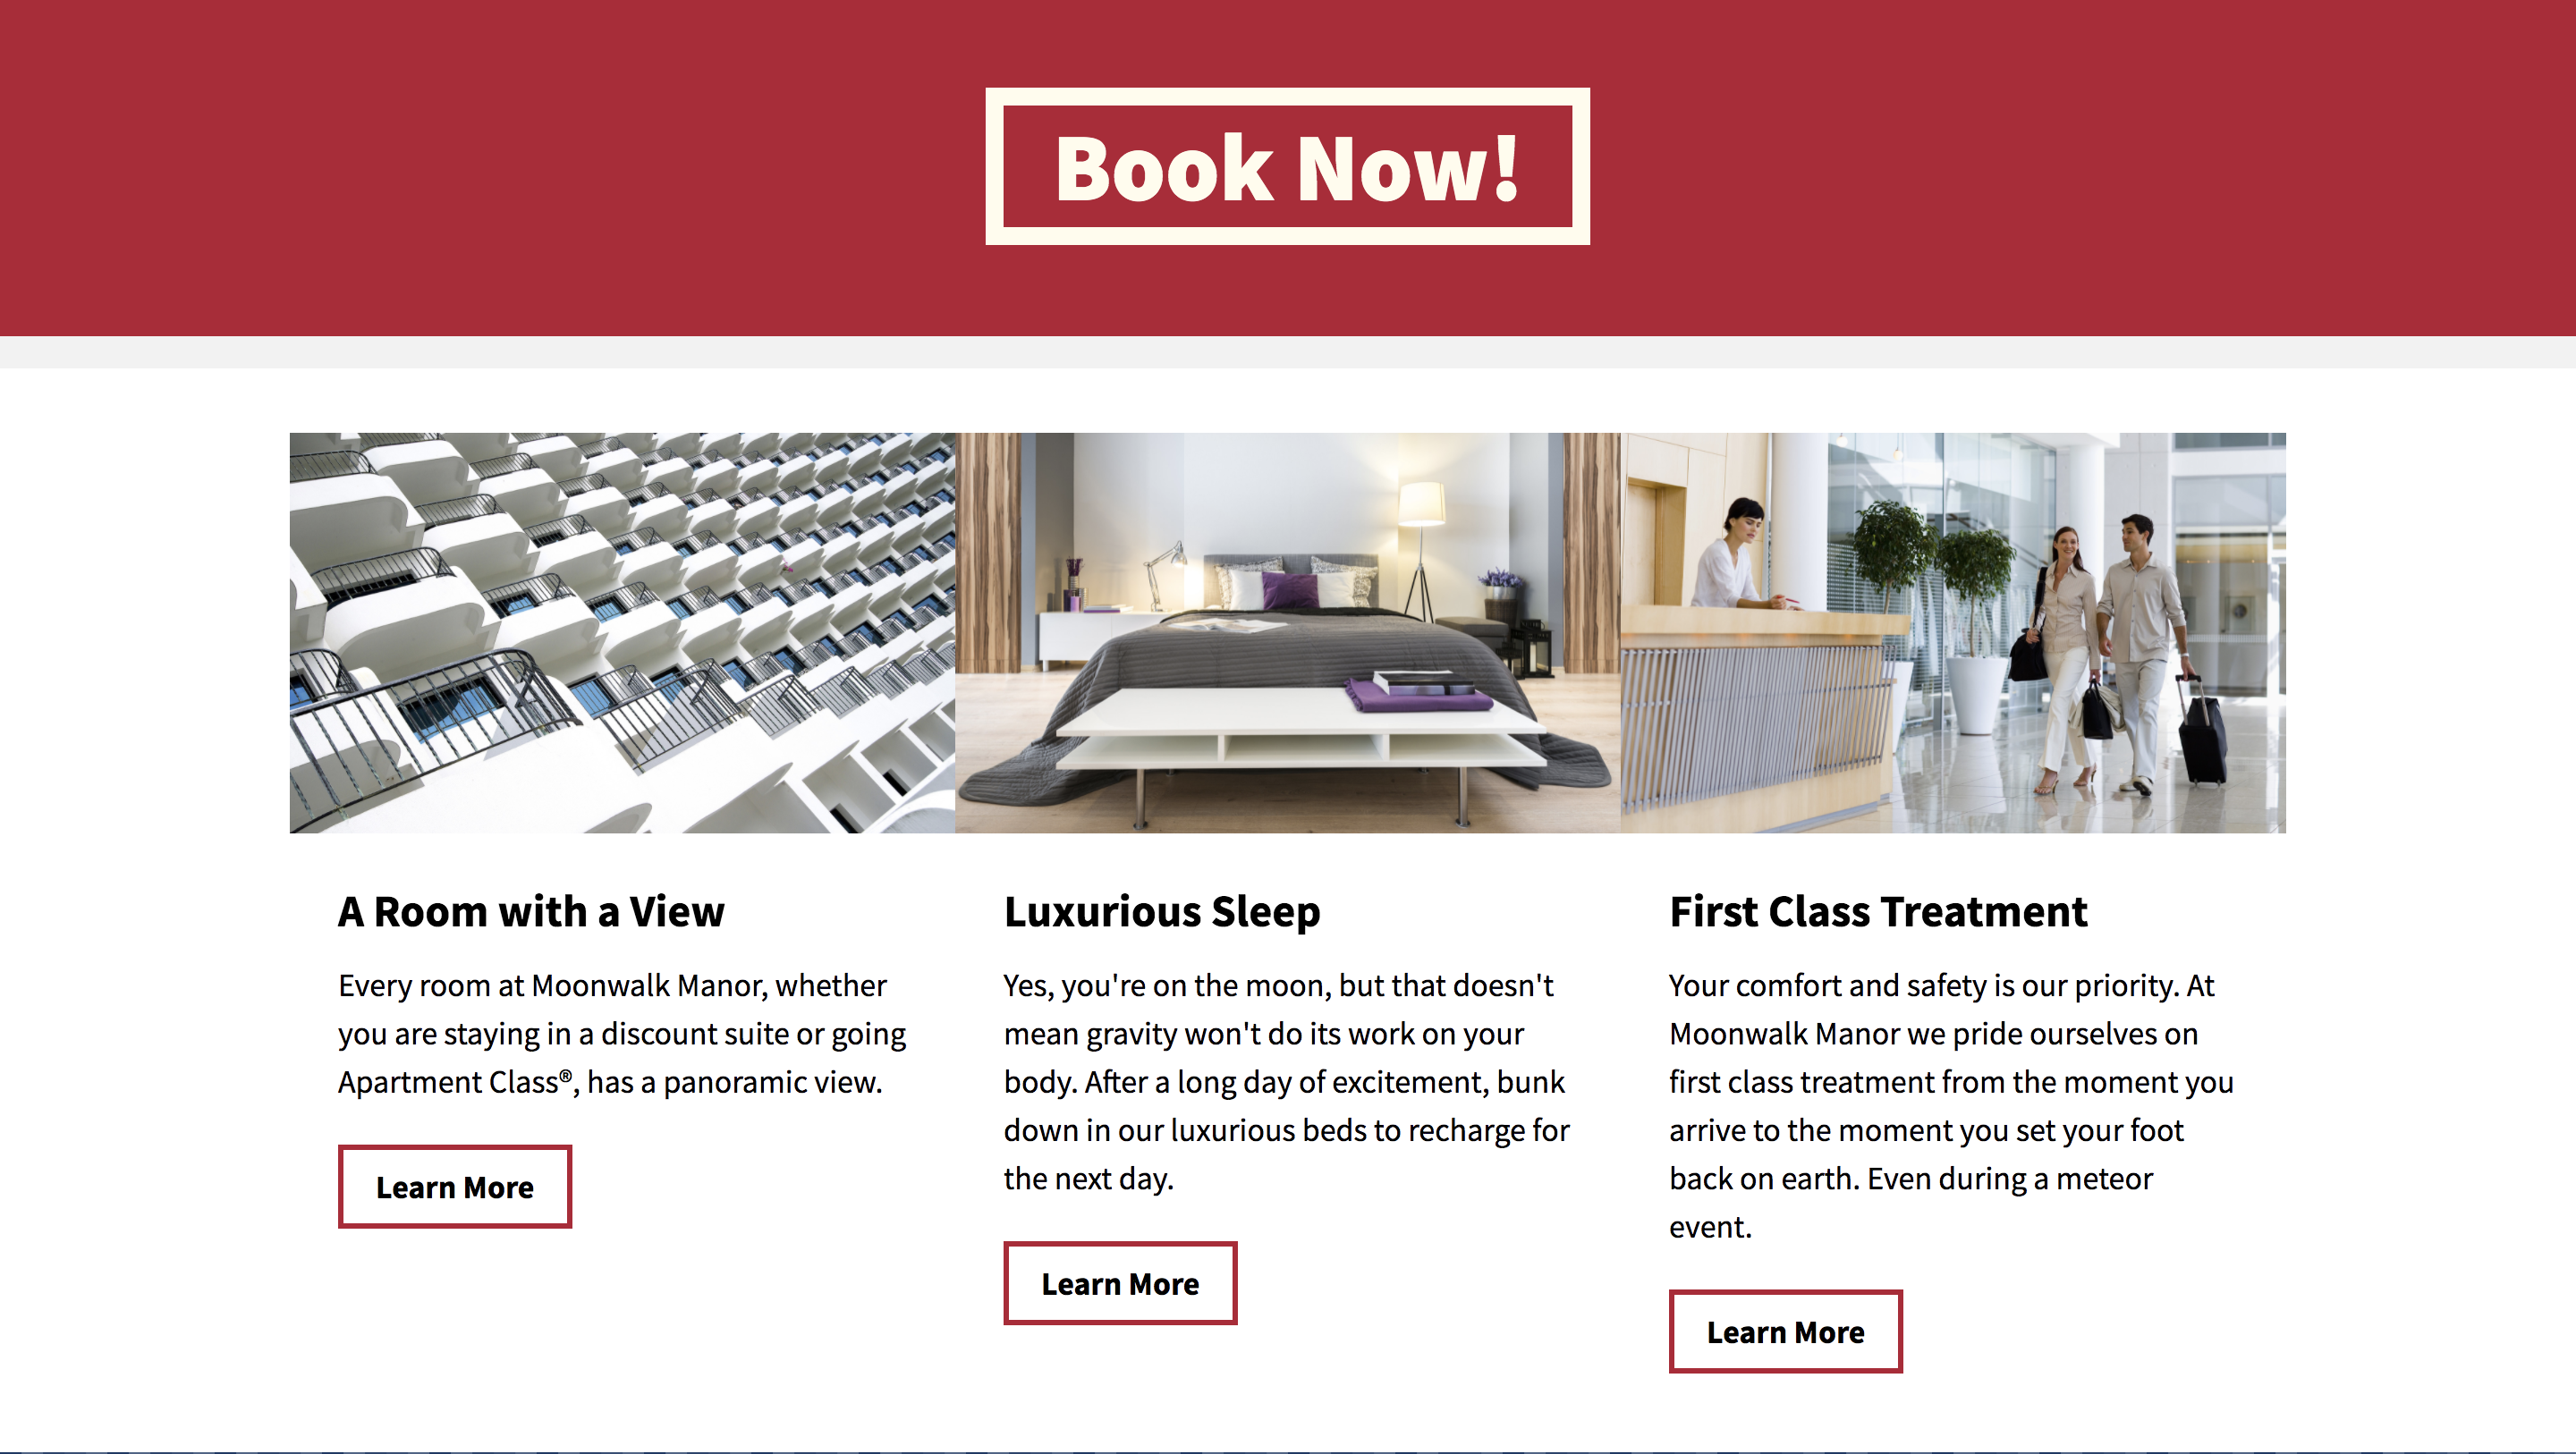 Book Now!
A Room with a View
Every room at Moonwalk Manor, whether
you are staying in a discount suite or going
Apartment Class®, has a panoramic view.
Learn More
Luxurious Sleep
Yes, you're on the moon, but that doesn't
mean gravity won't do its work on your
body. After a long day of excitement, bunk
down in our luxurious beds to recharge for
the next day.
Learn More
First Class Treatment
Your comfort and safety is our priority. At
Moonwalk Manor we pride ourselves on
first class treatment from the moment you
arrive to the moment you set your foot
back on earth. Even during a meteor
event.
Learn More